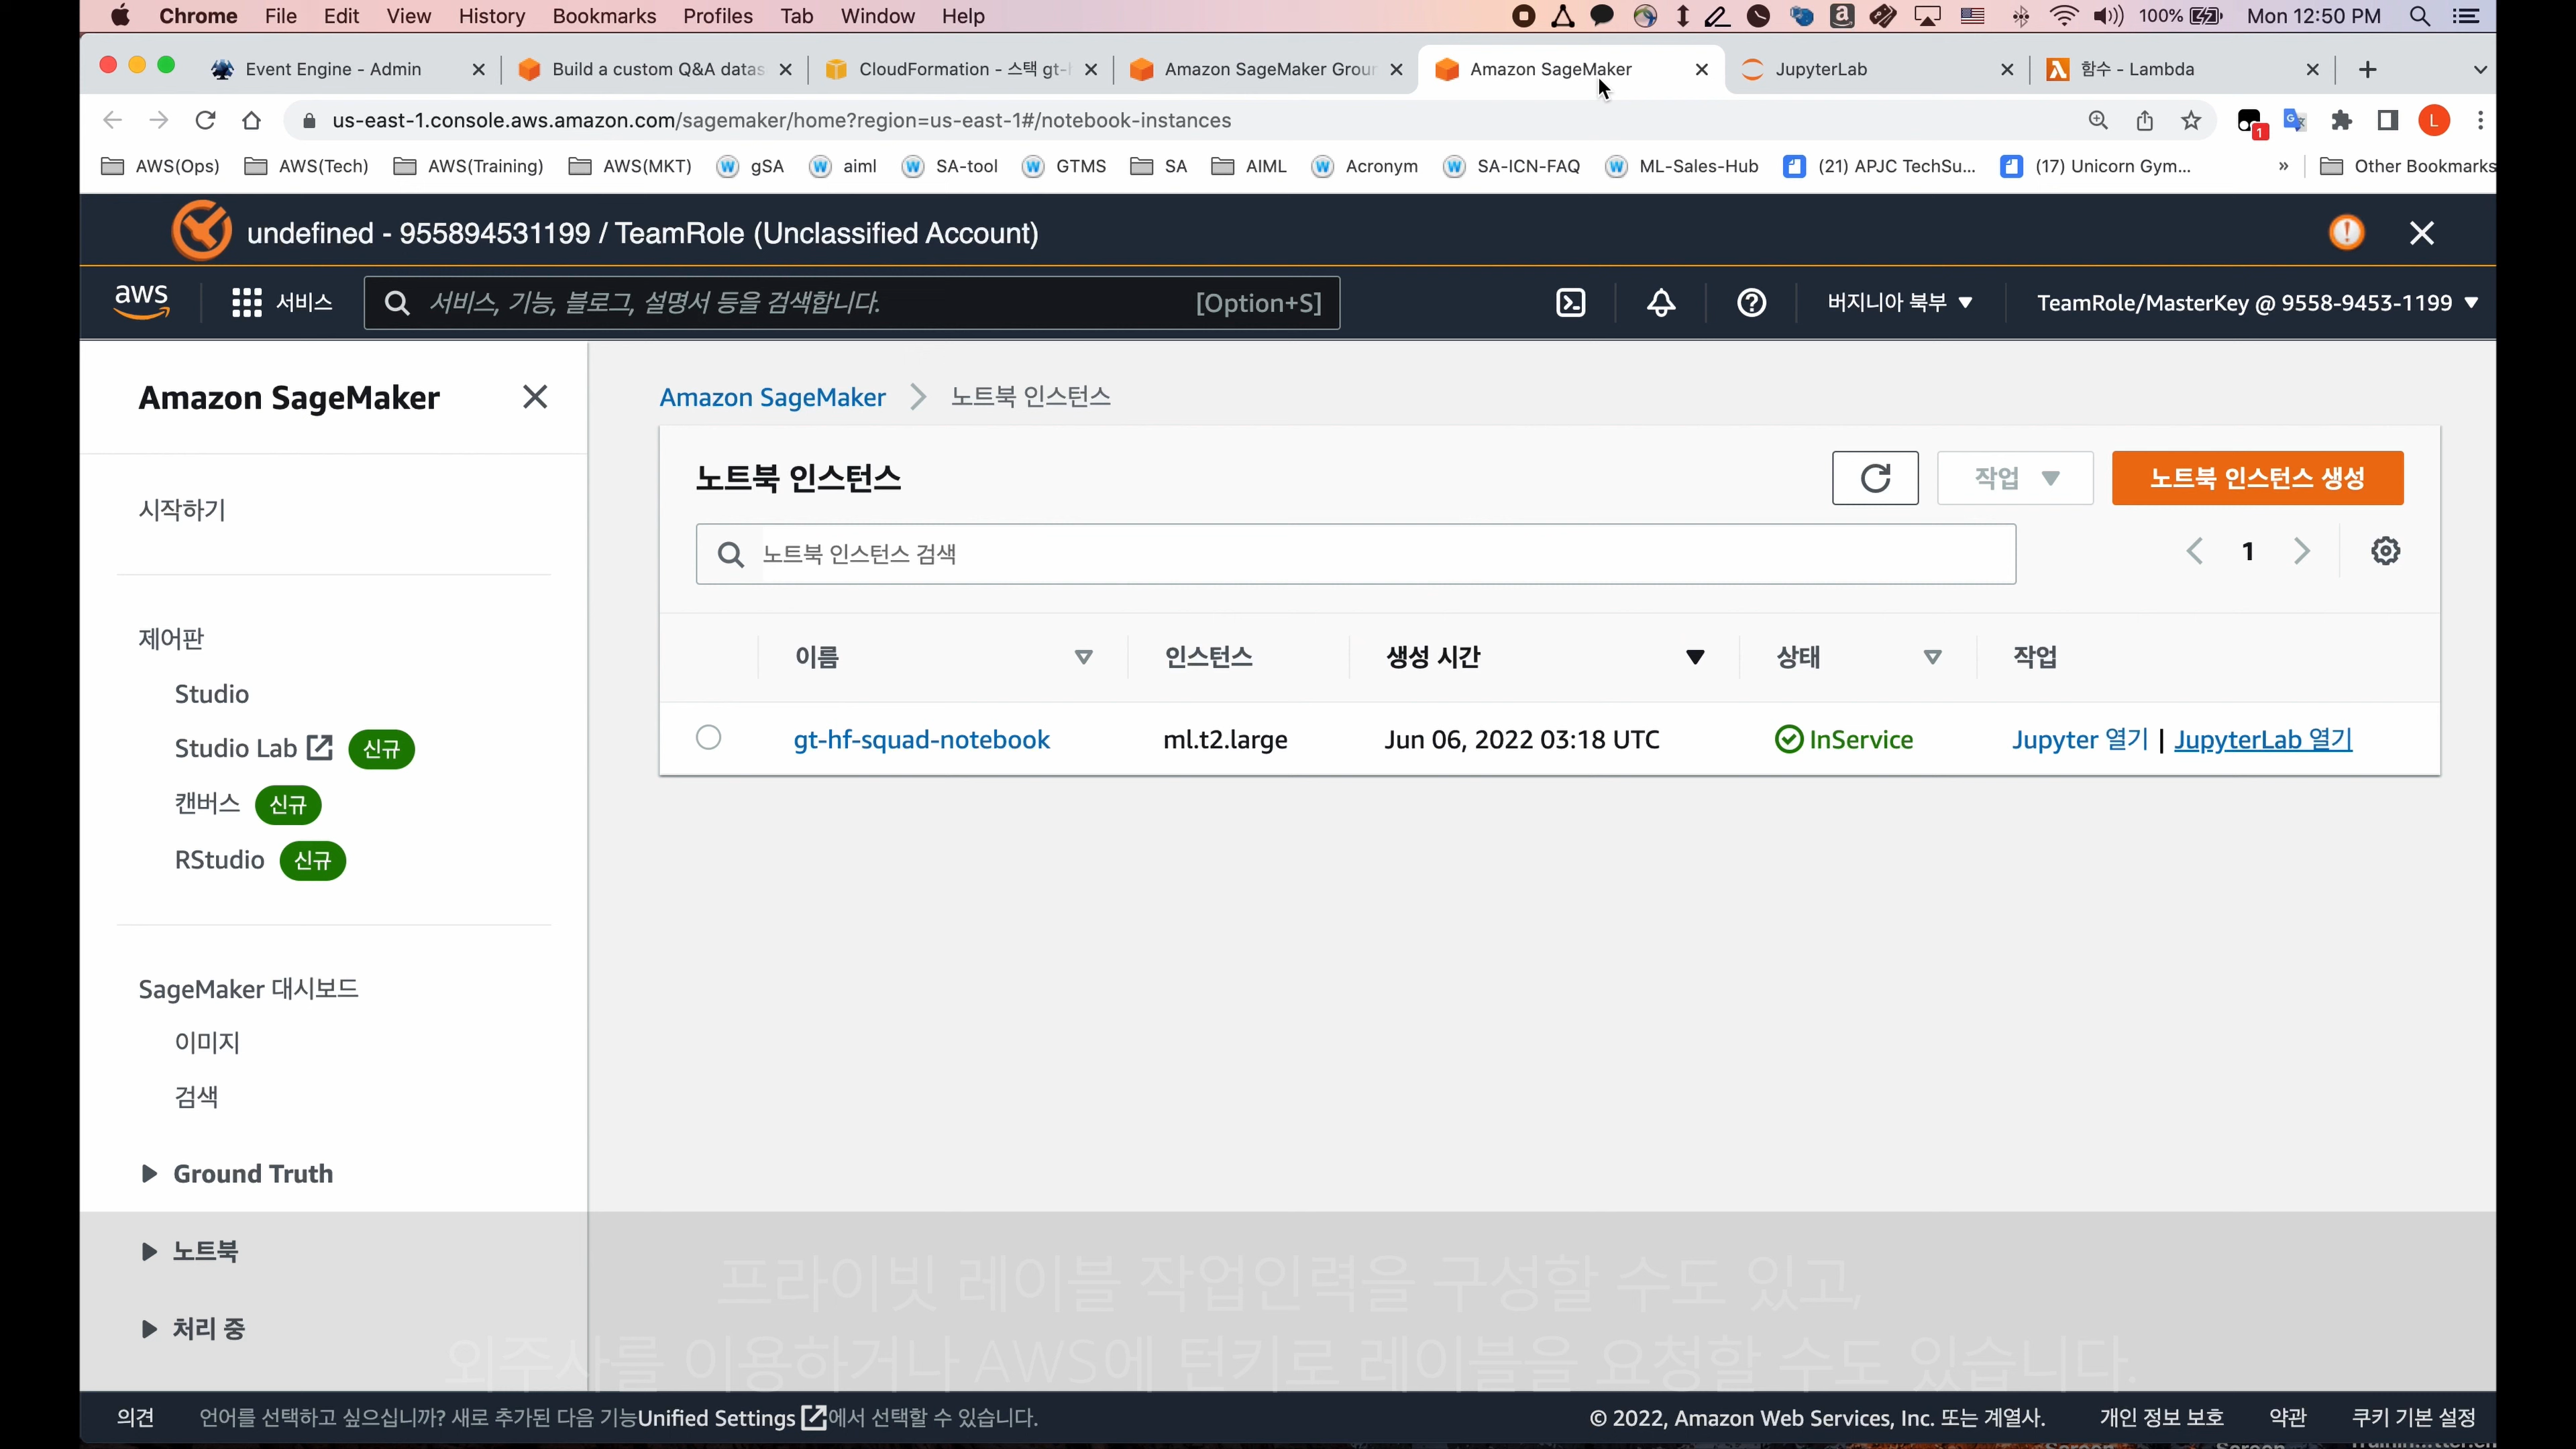 Chrome File Edit View History Bookmarks Profiles Tab Window Help 100% Mon 12:50 PM
Event Engine - Admin Build a custom Q&A datas CloudFormation - 스택 gt-l Amazon SageMaker Groun Amazon SageMaker JupyterLab 함수 - Lambda
us-east-1.console.aws.amazon.com/sagemaker/home?region=us-east-1#/notebook-instances 1 L
AWS(Ops) AWS(Tech) AWS(Training) AWS(MKT) gSA aiml SA-tool GTMS SA AIML Acronym SA-ICN-FAQ ML-Sales-Hub (21) APJC TechSu... (17) Unicorn Gym... » Other Bookmarks
undefined - 955894531199 / TeamRole (Unclassified Account)
aws 서비스 서비스, 기능, 블로그, 설명서 등을 검색합니다. [Option+S] 버지니아 북부 TeamRole/MasterKey @ 9558-9453-1199
Amazon SageMaker
시작하기
제어판
Studio
Studio Lab 신규
캔버스 신규
RStudio 신규
SageMaker 대시보드
이미지
검색
Ground Truth
노트북
처리 중
Amazon SageMaker 노트북 인스턴스
노트북 인스턴스 작업 노트북 인스턴스 생성
노트북 인스턴스 검색 1
이름 인스턴스 생성 시간 상태 작업
gt-hf-squad-notebook ml.t2.large Jun 06, 2022 03:18 UTC InService Jupyter 열기 | JupyterLab 열기
프라이빗 레이블 작업인력을 구성할 수도 있고,
외주사를 이용하거나 AWS에 턴키로 레이블을 요청할 수도 있습니다.
의견 언어를 선택하고 싶으십니까? 새로 추가된 다음 기능Unified Settings에서 선택할 수 있습니다. © 2022, Amazon Web Services, Inc. 또는 계열사. 개인 정보 보호 약관 쿠키 기본 설정